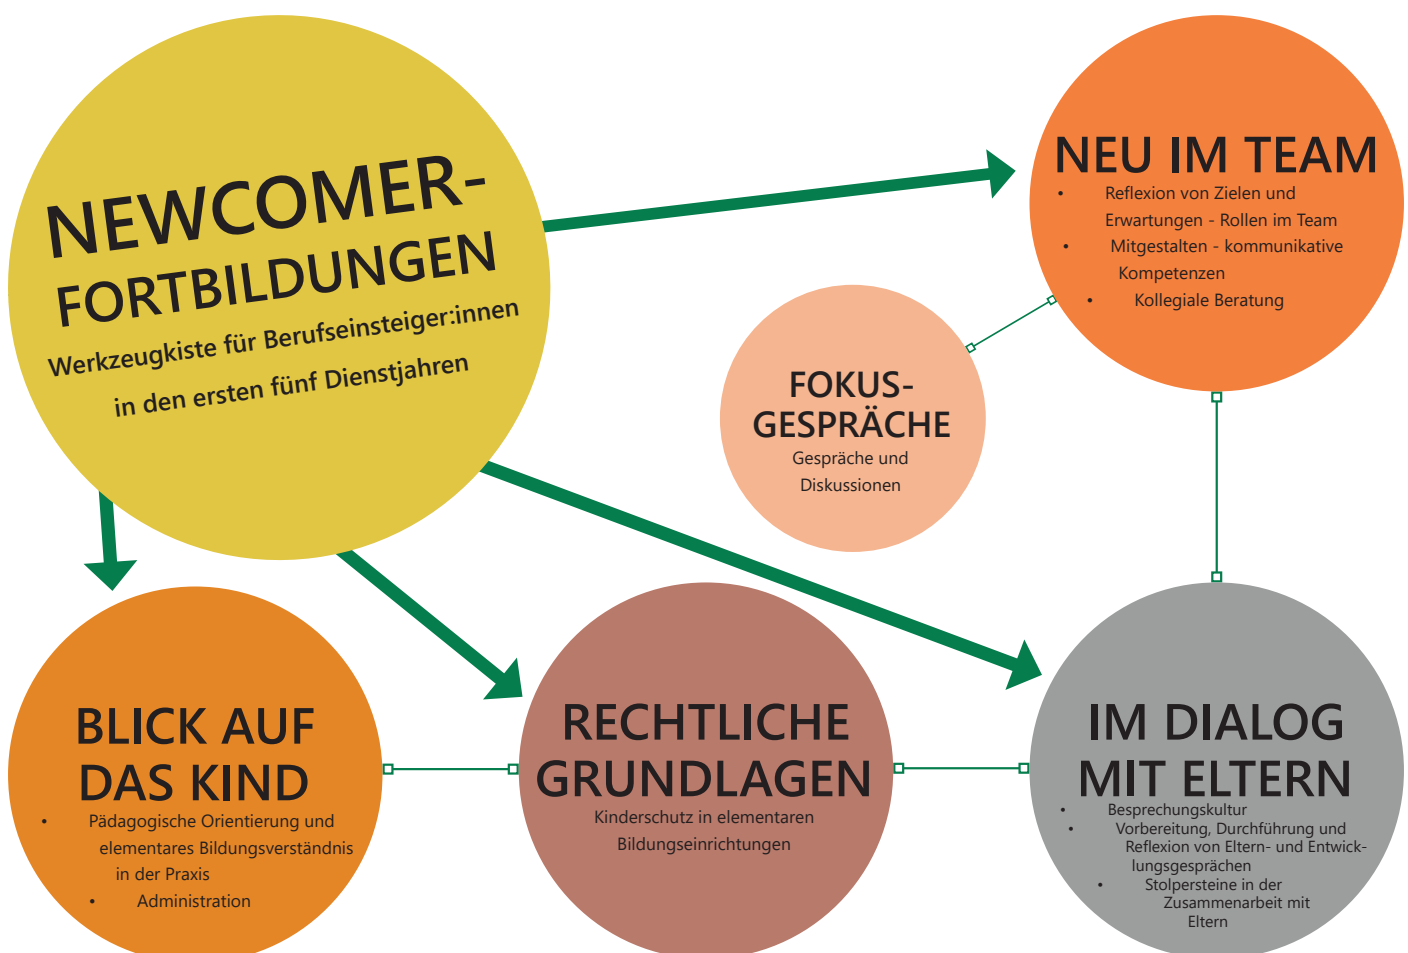 NEWCOMER-
FORTBILDUNGEN
Werkzeugkiste für Berufseinsteiger:innen
in den ersten fünf Dienstjahren
NEU IM TEAM
• Reflexion von Zielen und
Erwartungen - Rollen im Team
• Mitgestalten - kommunikative
Kompetenzen
• Kollegiale Beratung
FOKUS-
GESPRÄCHE
Gespräche und
Diskussionen
BLICK AUF
DAS KIND
• Pädagogische Orientierung und
elementares Bildungsverständnis
in der Praxis
• Administration
RECHTLICHE
GRUNDLAGEN
Kinderschutz in elementaren
Bildungseinrichtungen
IM DIALOG
MIT ELTERN
• Besprechungskultur
• Vorbereitung, Durchführung und
Reflexion von Eltern- und Entwick-
lungsgesprächen
• Stolpersteine in der
Zusammenarbeit mit
Eltern